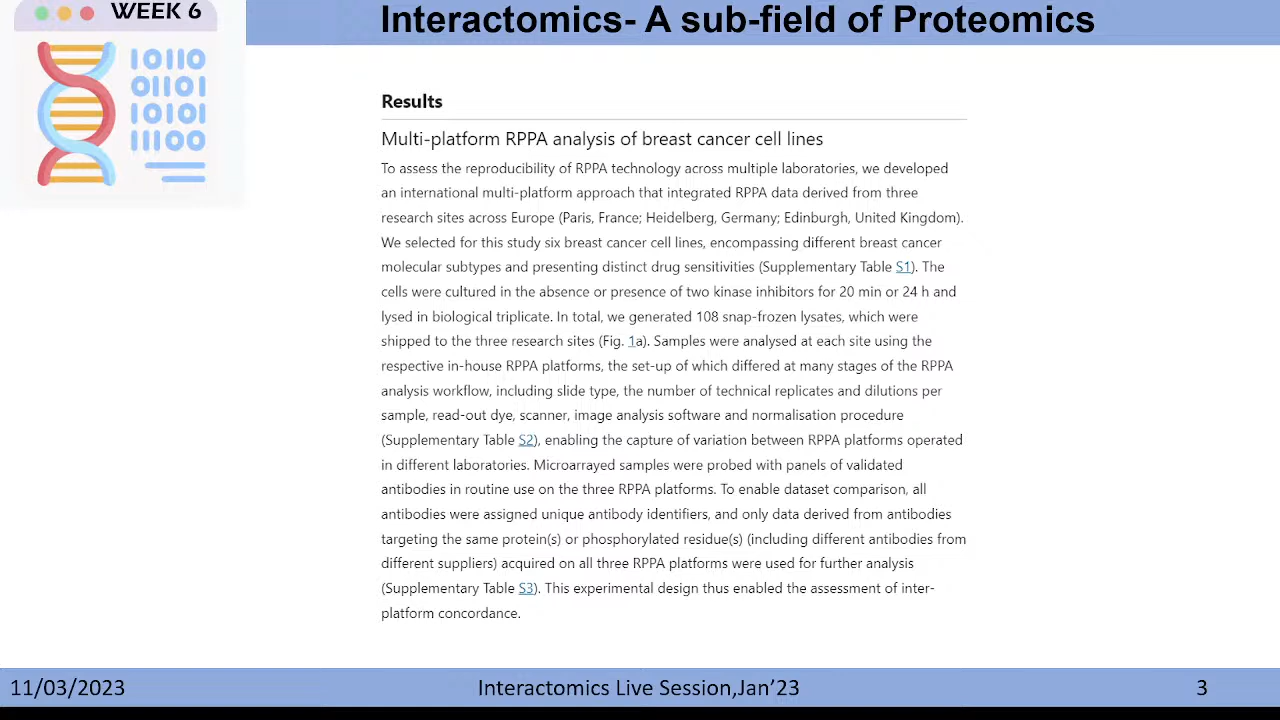 WEEK 6
10110
01101
10101
11100
Interactomics- A sub-field of Proteomics
Results
Multi-platform RPPA analysis of breast cancer cell lines
To assess the reproducibility of RPPA technology across multiple laboratories, we developed
an international multi-platform approach that integrated RPPA data derived from three
research sites across Europe (Paris, France; Heidelberg, Germany; Edinburgh, United Kingdom).
We selected for this study six breast cancer cell lines, encompassing different breast cancer
molecular subtypes and presenting distinct drug sensitivities (Supplementary Table S1). The
cells were cultured in the absence or presence of two kinase inhibitors for 20 min or 24 h and
lysed in biological triplicate. In total, we generated 108 snap-frozen lysates, which were
shipped to the three research sites (Fig. 1a). Samples were analysed at each site using the
respective in-house RPPA platforms, the set-up of which differed at many stages of the RPPA
analysis workflow, including slide type, the number of technical replicates and dilutions per
sample, read-out dye, scanner, image analysis software and normalisation procedure
(Supplementary Table S2), enabling the capture of variation between RPPA platforms operated
in different laboratories. Microarrayed samples were probed with panels of validated
antibodies in routine use on the three RPPA platforms. To enable dataset comparison, all
antibodies were assigned unique antibody identifiers, and only data derived from antibodies
targeting the same protein(s) or phosphorylated residue(s) (including different antibodies from
different suppliers) acquired on all three RPPA platforms were used for further analysis
(Supplementary Table S3). This experimental design thus enabled the assessment of inter-
platform concordance.
11/03/2023
Interactomics Live Session,Jan’23
3